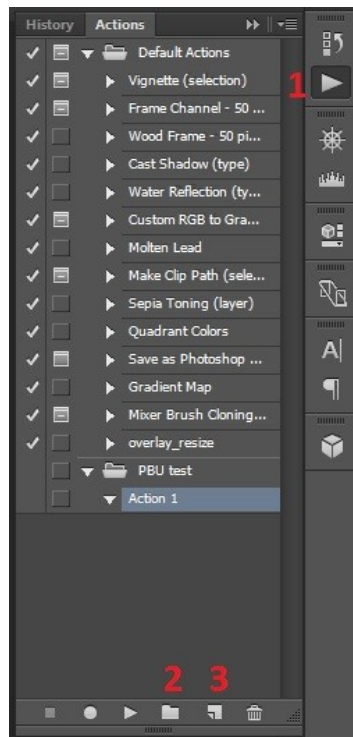 History Actions
Default Actions
Vignette (selection)
1
Frame Channel - 50 ...
Wood Frame - 50 pi...
Cast Shadow (type)
Water Reflection (ty...
Custom RGB to Gra...
Molten Lead
Make Clip Path (sele...
Sepia Toning (layer)
Quadrant Colors
Save as Photoshop ...
A
Gradient Map
Mixer Brush Cloning...
overlay_resize
PBU test
Action 1
2 3